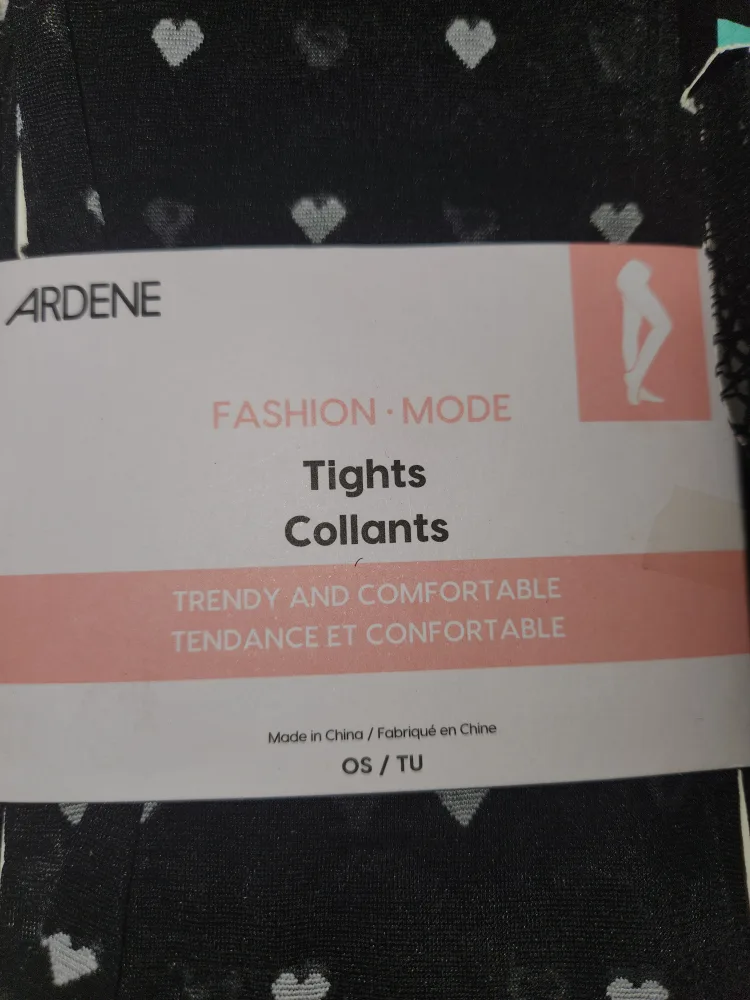 ARDENE
FASHION · MODE
Tights
Collants
TRENDY AND COMFORTABLE
TENDANCE ET CONFORTABLE
Made in China / Fabriqué en Chine
OS / TU